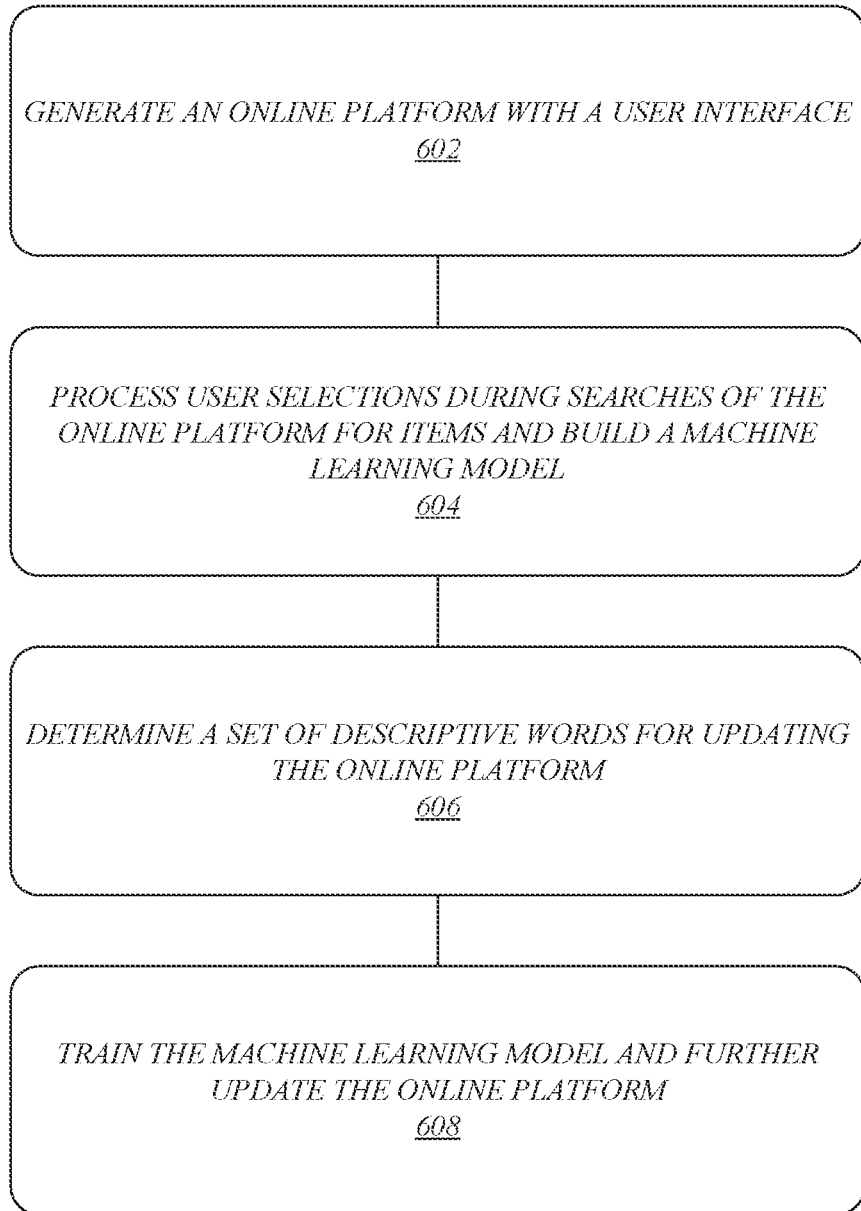 GENERATE AN ONLINE PLATFORM WITH A USER INTERFACE
602
PROCESS USER SELECTIONS DURING SEARCHES OF THE
ONLINE PLATFORM FOR ITEMS AND BUILD A MACHINE
LEARNING MODEL
604
DETERMINE A SET OF DESCRIPTIVE WORDS FOR UPDATING
THE ONLINE PLATFORM
606
TRAIN THE MACHINE LEARNING MODEL AND FURTHER
UPDATE THE ONLINE PLATFORM
608